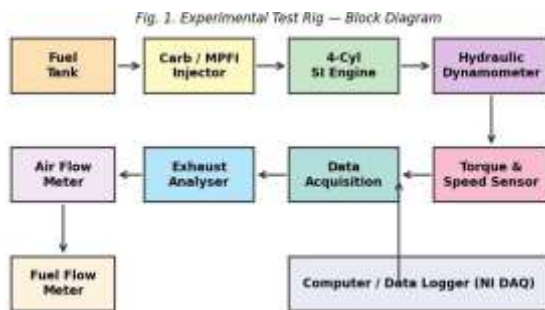 Fig. 1. Experimental Test Rig — Block Diagram
Fuel
Tank
Carb / MPFI
Injector
4-Cyl
SI Engine
Hydraulic
Dynamometer
Air Flow
Meter
Exhaust
Analyser
Data
Acquisition
Torque &
Speed Sensor
Fuel Flow
Meter
Computer / Data Logger (NI DAQ)